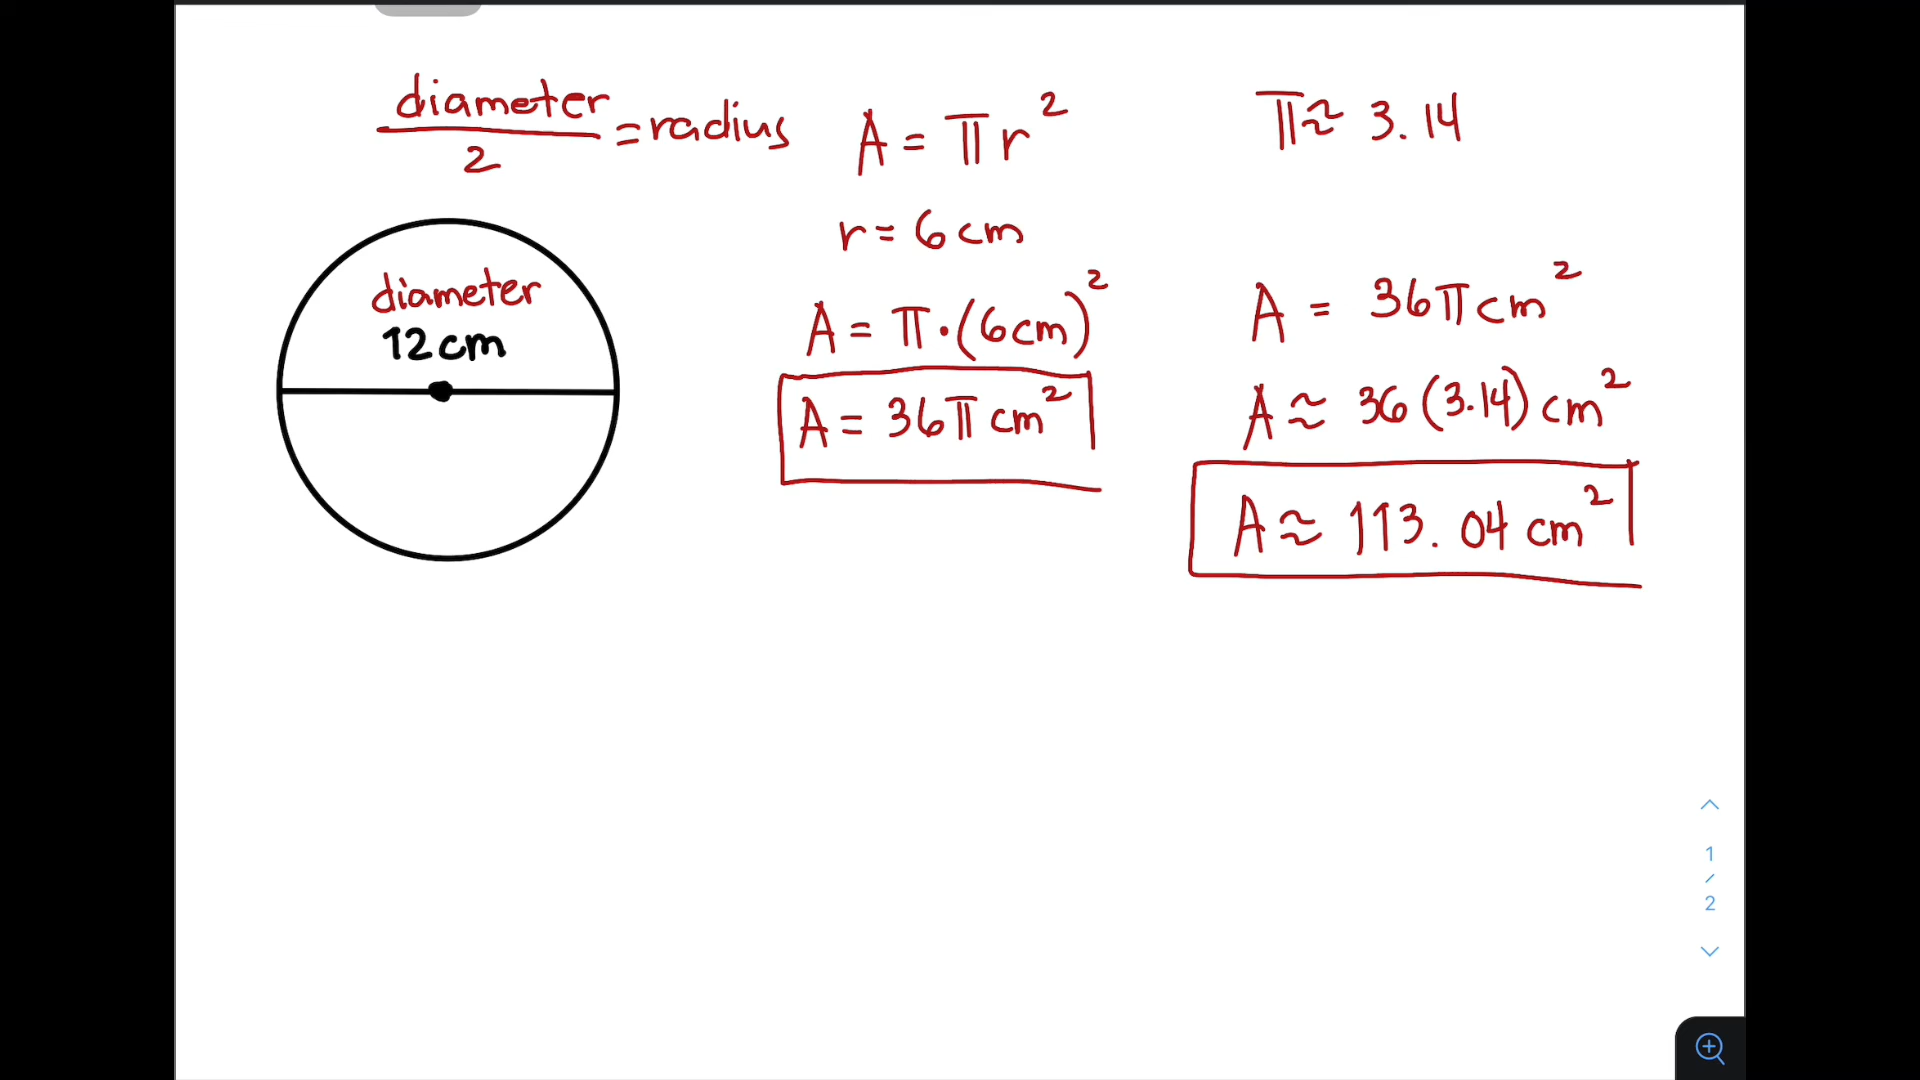 diameter
2
= radius
A = πr²
π ≈ 3.14
diameter
12 cm
r = 6 cm
A = π · (6 cm)²
A = 36π cm²
A = 36π cm²
A ≈ 36 (3.14) cm²
A ≈ 113.04 cm²
1
/
2